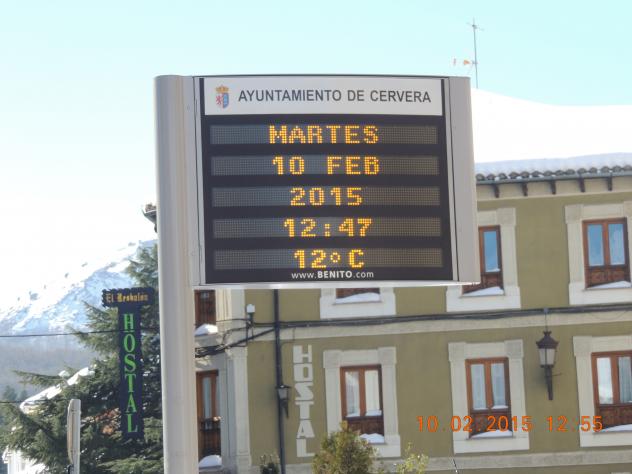 AYUNTAMIENTO DE CERVERA
MARTES
10 FEB
2015
12:47
12°C
www.BENITO.com
El Resbalón
HOSTAL
HOSTAL
10.02.2015 12:55